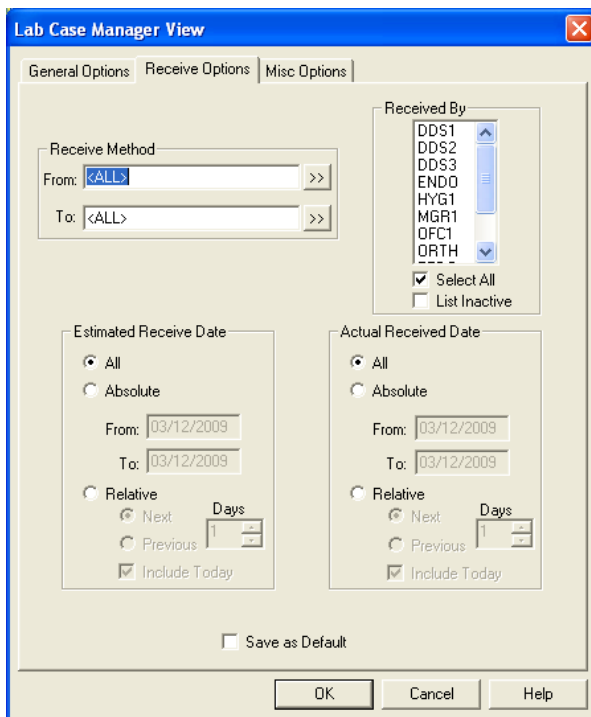 Lab Case Manager View
General Options
Receive Options
Misc Options
Receive Method
From: <ALL> >>
To: <ALL> >>
Received By
DDS1
DDS2
DDS3
ENDO
HYG1
MGR1
OFC1
ORTH
Select All
List Inactive
Estimated Receive Date
All
Absolute
From: 03/12/2009
To: 03/12/2009
Relative
Next
Previous
Days
1
Include Today
Actual Received Date
All
Absolute
From: 03/12/2009
To: 03/12/2009
Relative
Next
Previous
Days
1
Include Today
Save as Default
OK
Cancel
Help